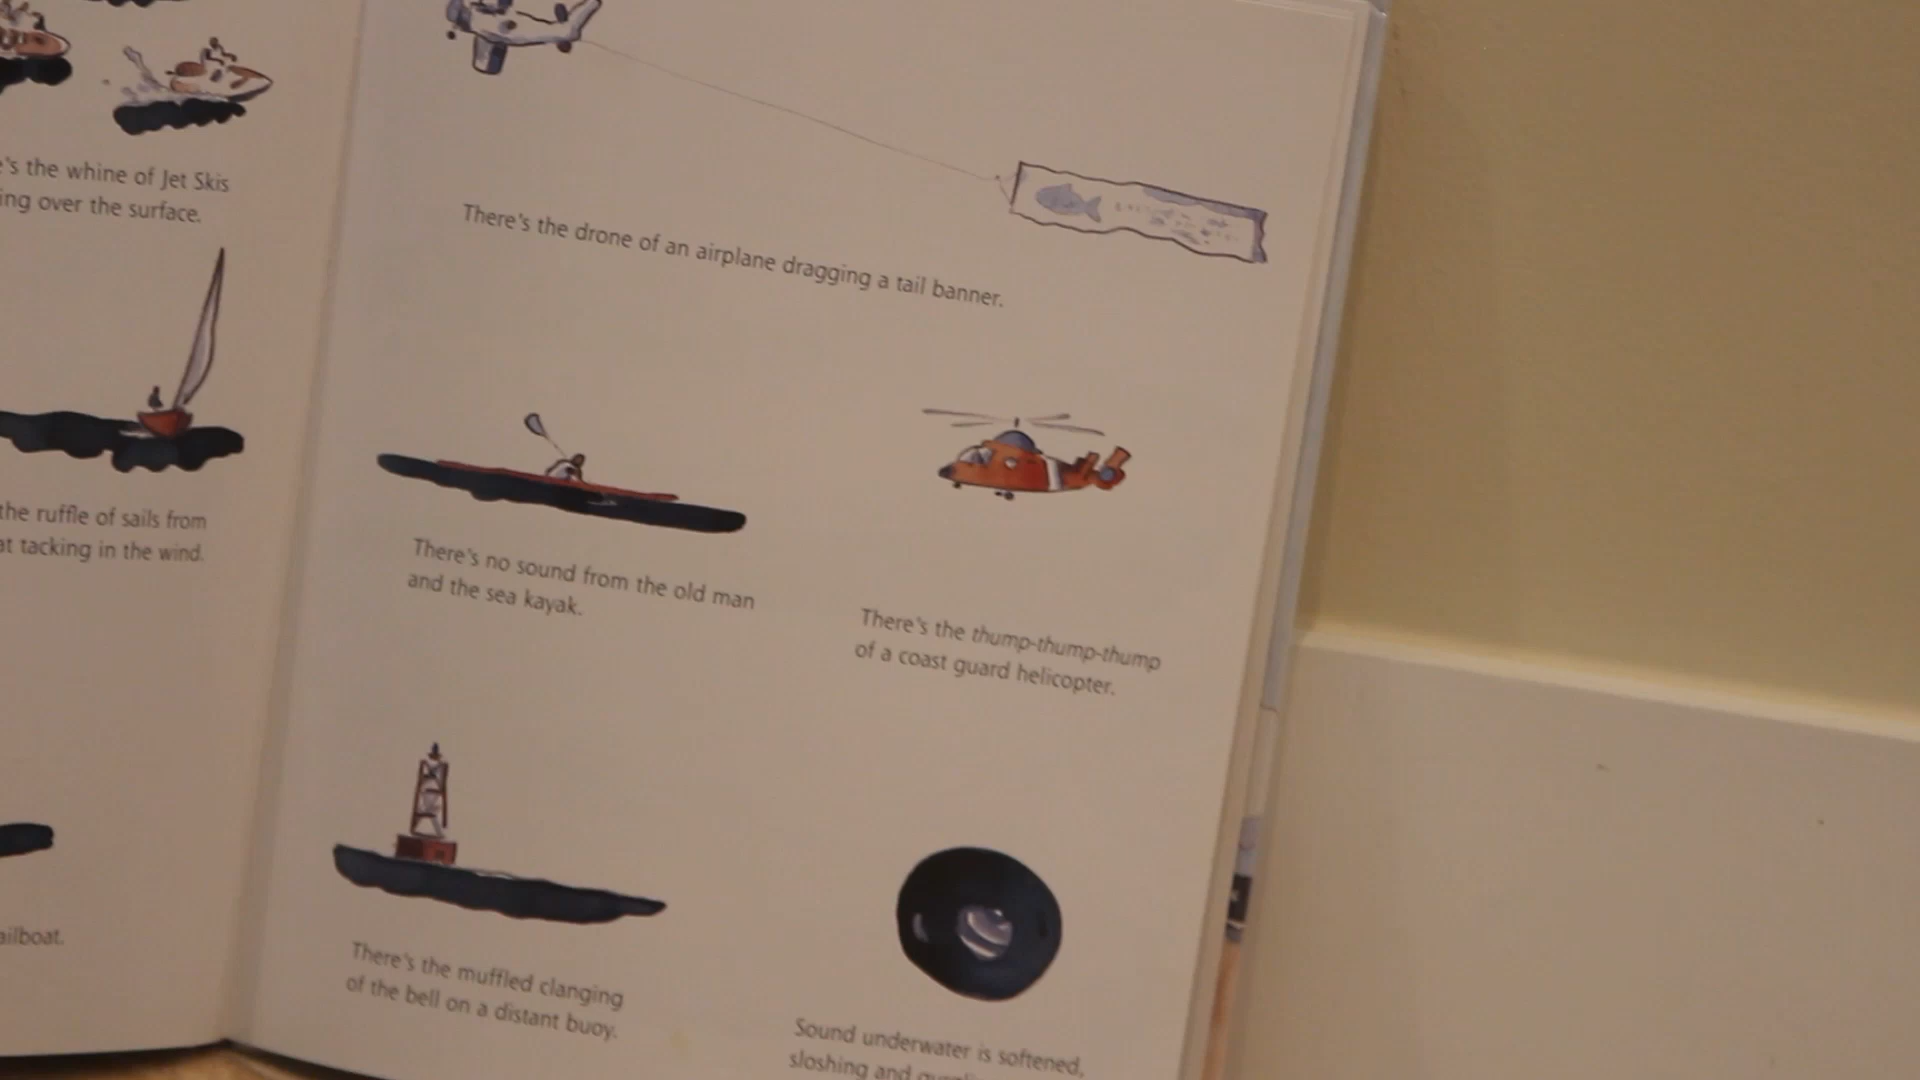 's the whine of Jet Skis
ing over the surface.
the ruffle of sails from
at tacking in the wind.
ailboat.
There's the drone of an airplane dragging a tail banner.
There's no sound from the old man
and the sea kayak.
There's the thump-thump-thump
of a coast guard helicopter.
There's the muffled clanging
of the bell on a distant buoy.
Sound underwater is softened,
sloshing and